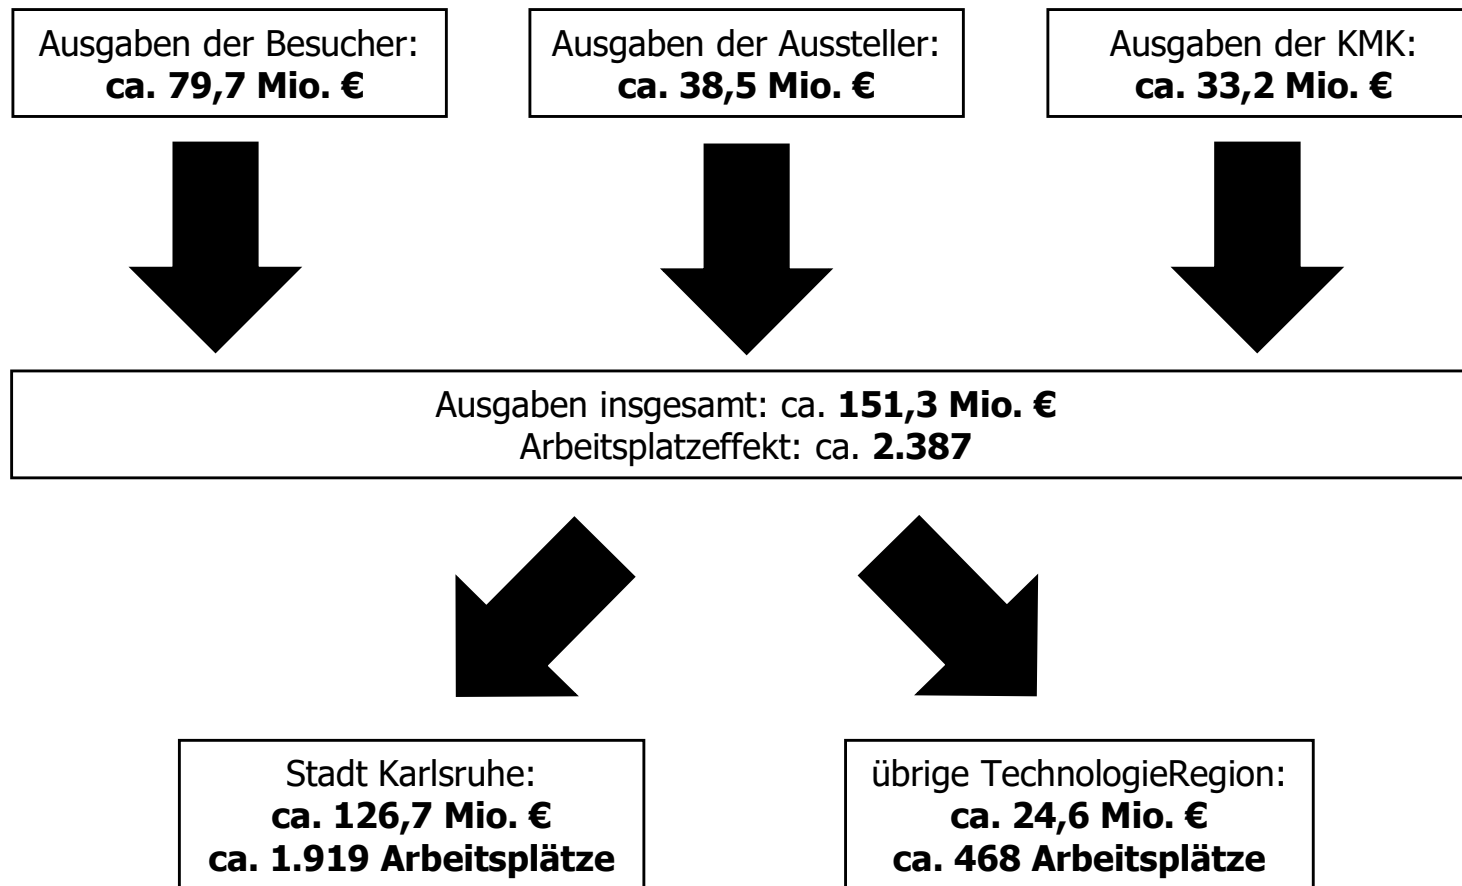 Ausgaben der Besucher:
ca. 79,7 Mio. €
Ausgaben der Aussteller:
ca. 38,5 Mio. €
Ausgaben der KMK:
ca. 33,2 Mio. €
Ausgaben insgesamt: ca. 151,3 Mio. €
Arbeitsplatzeffekt: ca. 2.387
Stadt Karlsruhe:
ca. 126,7 Mio. €
ca. 1.919 Arbeitsplätze
übrige TechnologieRegion:
ca. 24,6 Mio. €
ca. 468 Arbeitsplätze